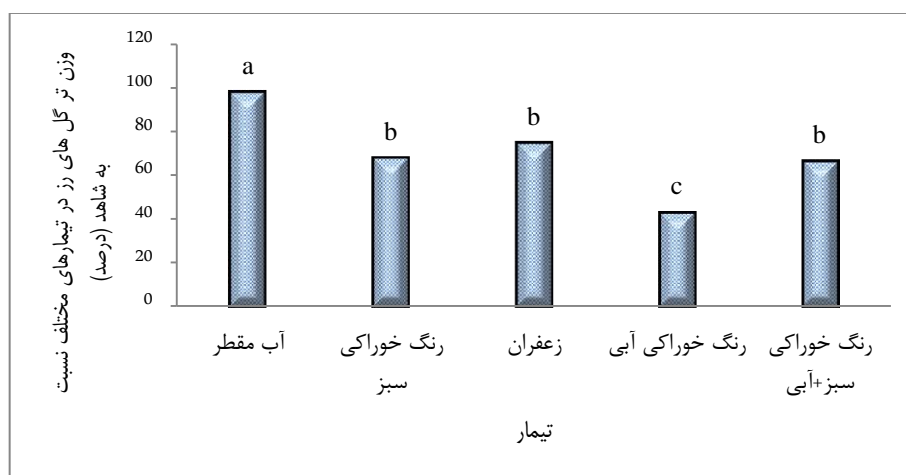 وزن تر گل های رز در تیمارهای مختلف نسبت
به شاهد (درصد)
120
100
80
60
40
20
0
a
b
b
c
b
آب مقطر
رنگ خوراکی
سبز
زعفران
رنگ خوراکی آبی
رنگ خوراکی
سبز+آبی
تیمار